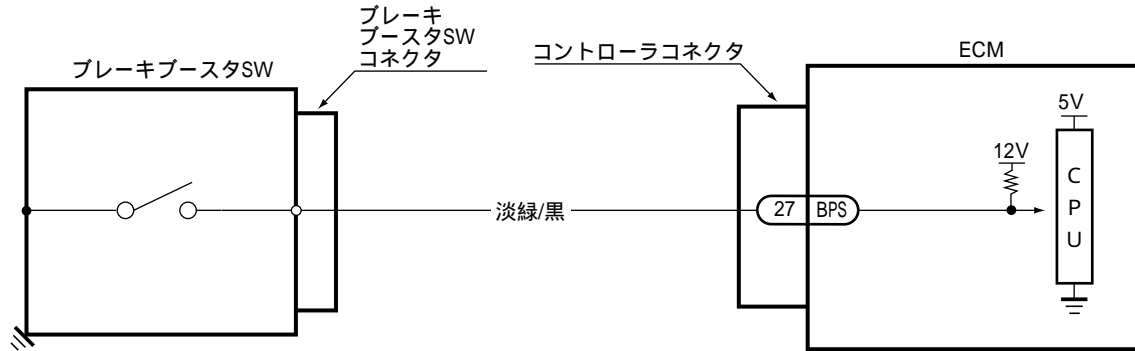 ブレーキ
ブースタSW
コネクタ
ブレーキブースタSW
コントローラコネクタ
ECM
5V
12V
C
P
U
淡緑/黒
27
BPS